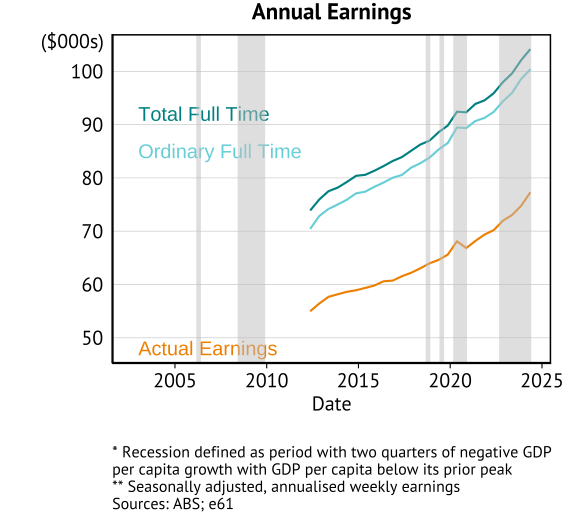 Annual Earnings
($000s)
100
90
80
70
60
50
Total Full Time
Ordinary Full Time
Actual Earnings
2005 2010 2015 2020 2025
Date
* Recession defined as period with two quarters of negative GDP
per capita growth with GDP per capita below its prior peak
** Seasonally adjusted, annualised weekly earnings
Sources: ABS; e61